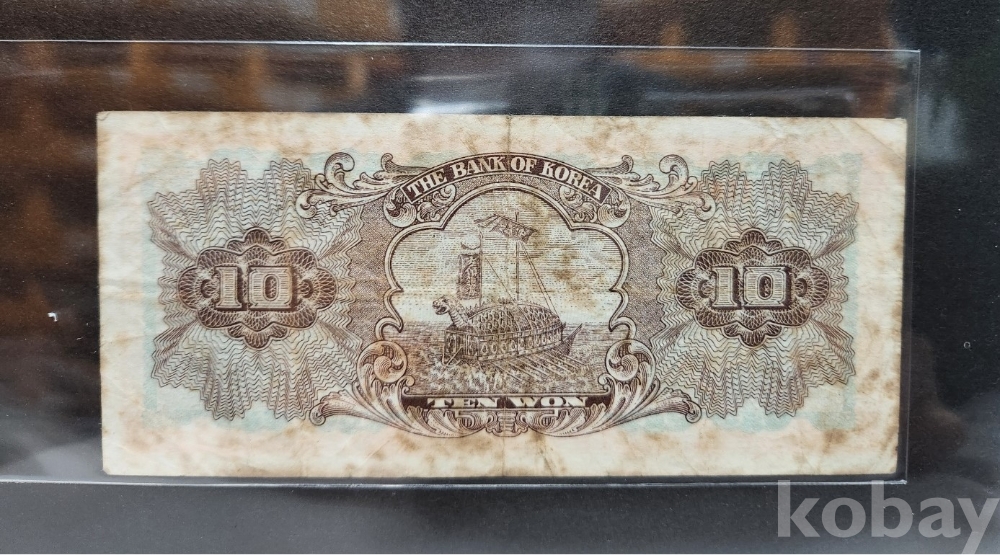 THE BANK OF KOREA
10
10
TEN WON
kobay